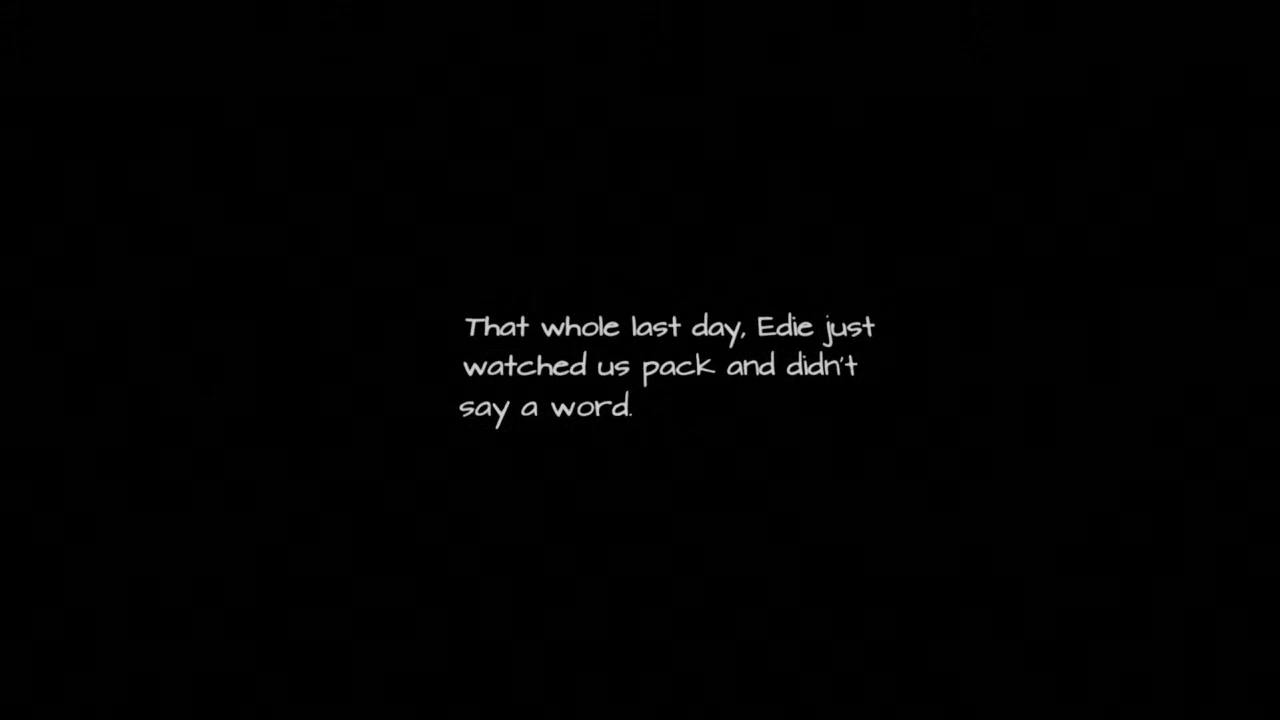 That whole last day, Edie just
watched us pack and didn't
say a word.